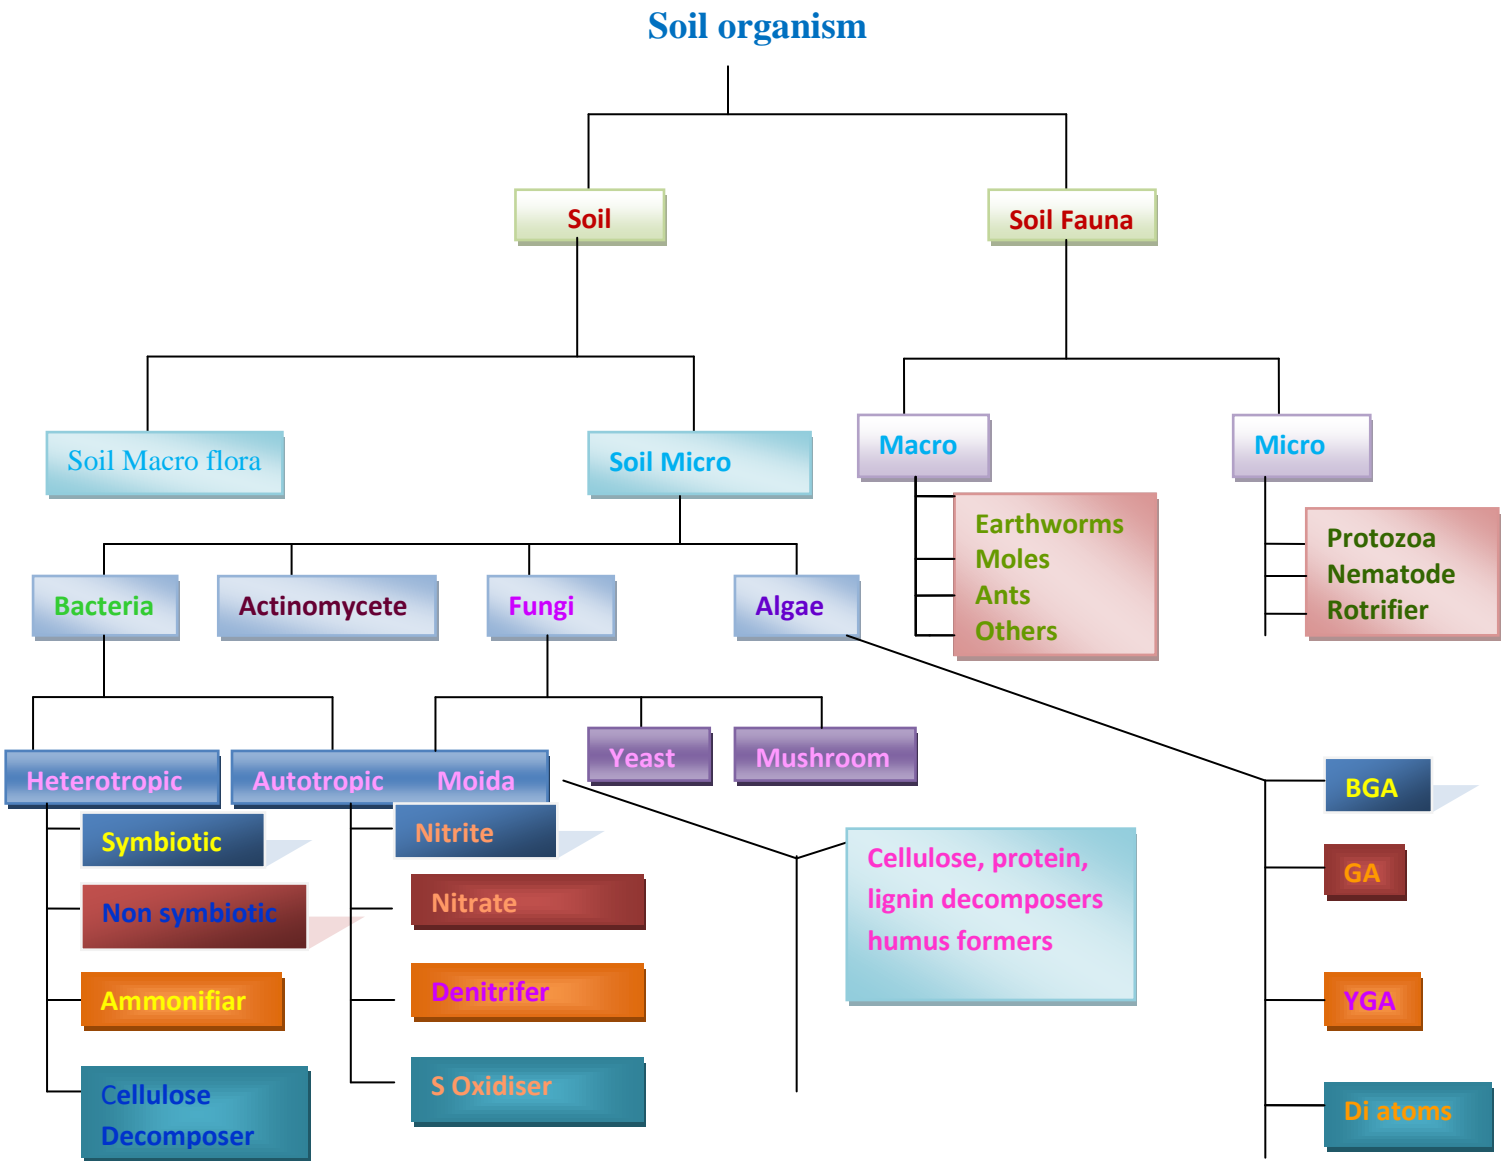 Soil organism
Soil
Soil Fauna
Soil Macro flora
Soil Micro
Macro
Micro
Earthworms
Moles
Ants
Others
Protozoa
Nematode
Rotrifier
Bacteria
Actinomycete
Fungi
Algae
Heterotropic
Autotropic
Moida
Yeast
Mushroom
Symbiotic
Non symbiotic
Ammonifiar
Cellulose
Decomposer
Nitrite
Nitrate
Denitrifer
S Oxidiser
Cellulose, protein,
lignin decomposers
humus formers
BGA
GA
YGA
Di atoms